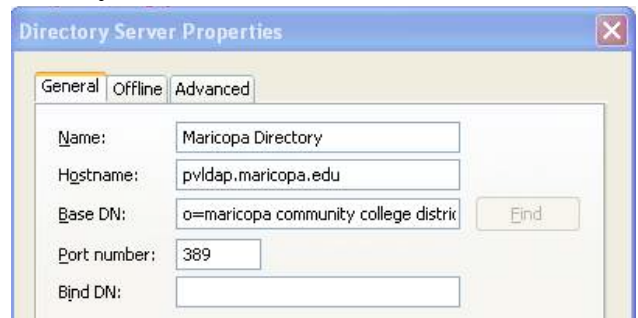 Directory Server Properties
General Offline Advanced
Name: Maricopa Directory
Hostname: pvldap.maricopa.edu
Base DN: o=maricopa community college distric Find
Port number: 389
Bind DN: